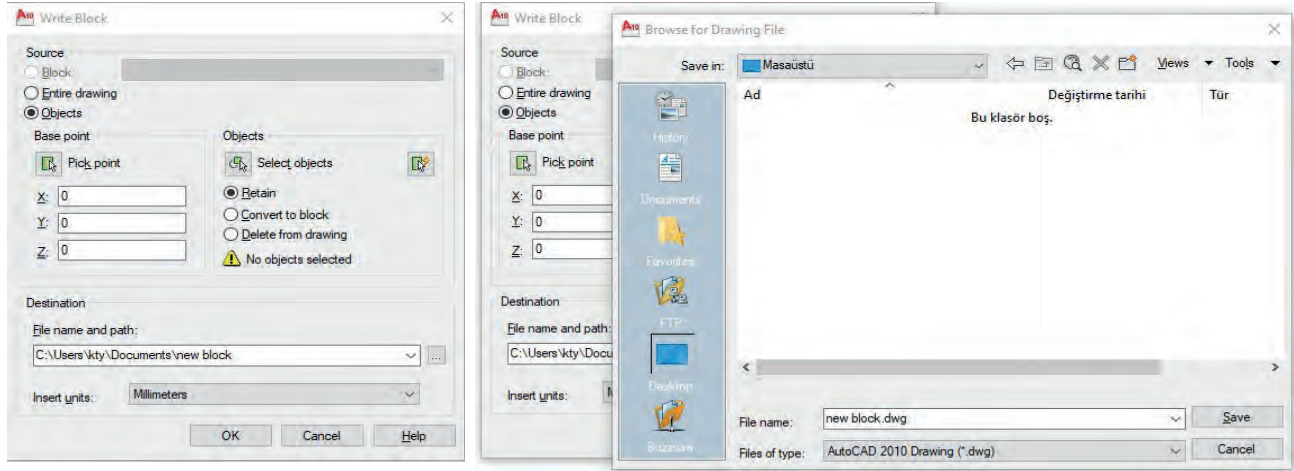 A10 Write Block
Source
Block:
Entire drawing
Objects
Base point
Pick point
X: 0
Y: 0
Z: 0
Objects
Select objects
Retain
Convert to block
Delete from drawing
No objects selected
Destination
File name and path:
C:\Users\kty\Documents\new block
...
Insert units: Millimeters
OK Cancel Help
A10 Write Block
Source
Block:
Entire drawing
Objects
Base point
Pick point
X: 0
Y: 0
Z: 0
Destination
File name and path:
C:\Users\kty\Docu
Insert units: M
A10 Browse for Drawing File
Save in: Masaüstü Views Tools
Ad Değiştirme tarihi Tür
Bu klasör boş.
History
Documents
Favorites
FTP
Desktop
Buzzsaw
File name: new block.dwg Save
Files of type: AutoCAD 2010 Drawing (*.dwg) Cancel